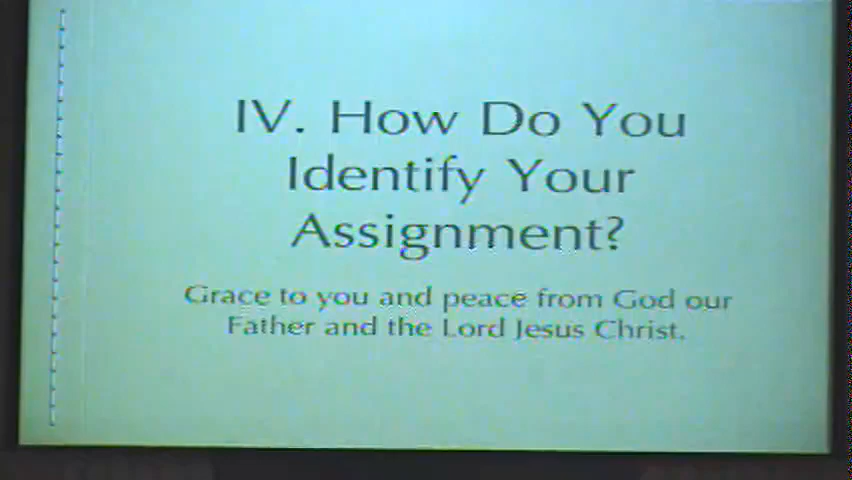 IV. How Do You
Identify Your
Assignment?
Grace to you and peace from God our
Father and the Lord Jesus Christ.